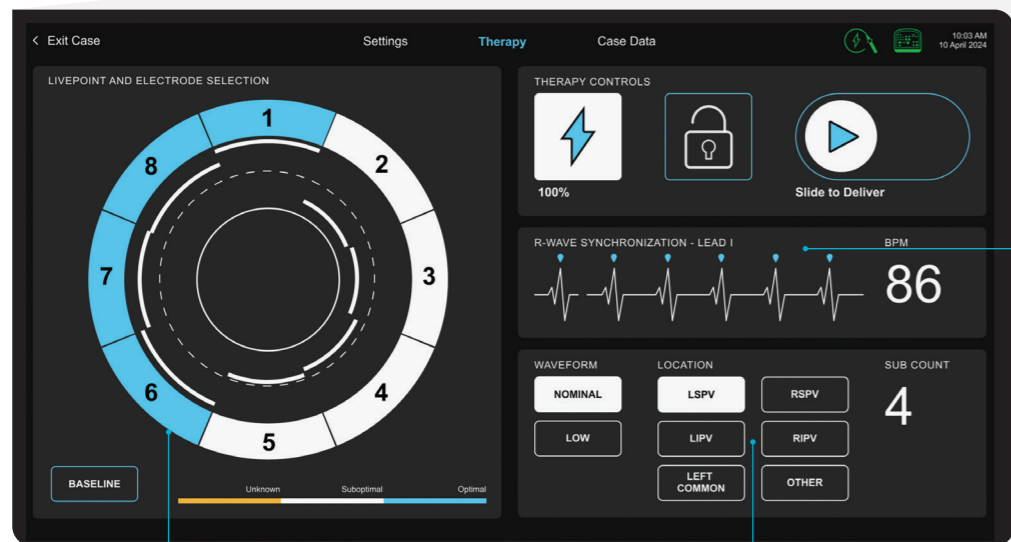 Exit Case
Settings
Therapy
Case Data
10:03 AM
10 April 2024
LIVEPOINT AND ELECTRODE SELECTION
1
2
3
4
5
6
7
8
BASELINE
Unknown
Suboptimal
Optimal
THERAPY CONTROLS
100%
Slide to Deliver
R-WAVE SYNCHRONIZATION - LEAD I
BPM
86
WAVEFORM
NOMINAL
LOW
LOCATION
LSPV
RSPV
LIPV
RIPV
LEFT
COMMON
OTHER
SUB COUNT
4